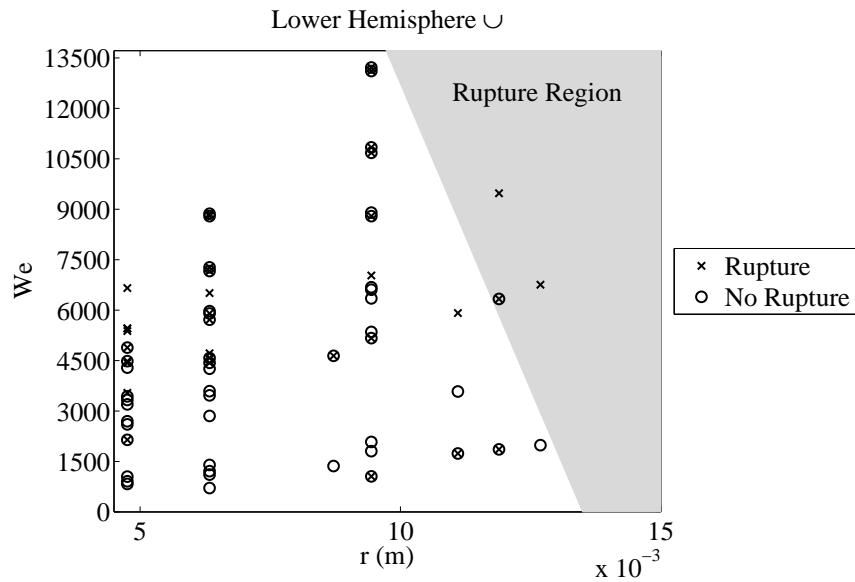 Lower Hemisphere ∪
13500
12000
10500
9000
7500
6000
4500
3000
1500
0
We
Rupture Region
Rupture
No Rupture
5
10
15
r (m)
x 10⁻³